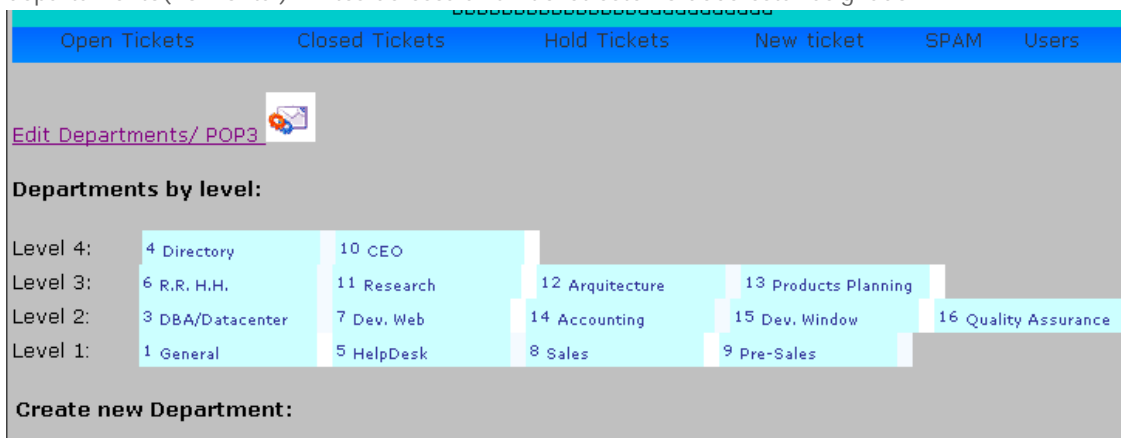 Open Tickets Closed Tickets Hold Tickets New ticket SPAM Users
Edit Departments/ POP3
Departments by level:
Level 4: 4 Directory 10 CEO
Level 3: 6 R.R. H.H. 11 Research 12 Arquitecture 13 Products Planning
Level 2: 3 DBA/Datacenter 7 Dev. Web 14 Accounting 15 Dev. Window 16 Quality Assurance
Level 1: 1 General 5 HelpDesk 8 Sales 9 Pre-Sales
Create new Department: